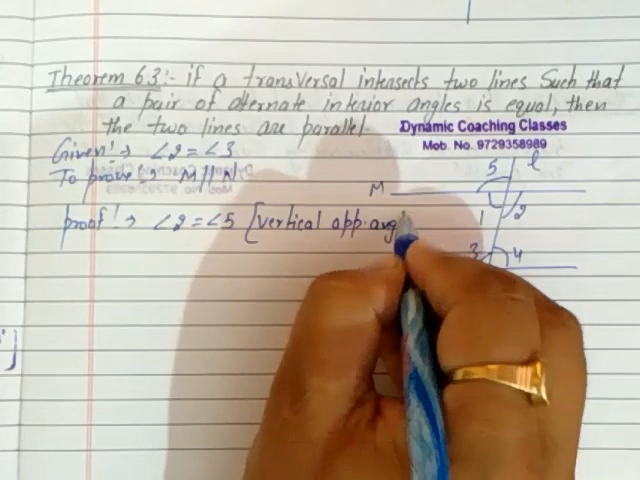 Theorem 6.3:- if a transversal intersects two lines Such that
a pair of alternate interior angles is equal, then
the two lines are parallel.
Dynamic Coaching Classes
Mob. No. 9729358989
Given:→ ∠2=∠3
To prove:→ M||N
Proof:→ ∠2=∠5 [vertical opp. ang
5 l
M
1 2
3 4